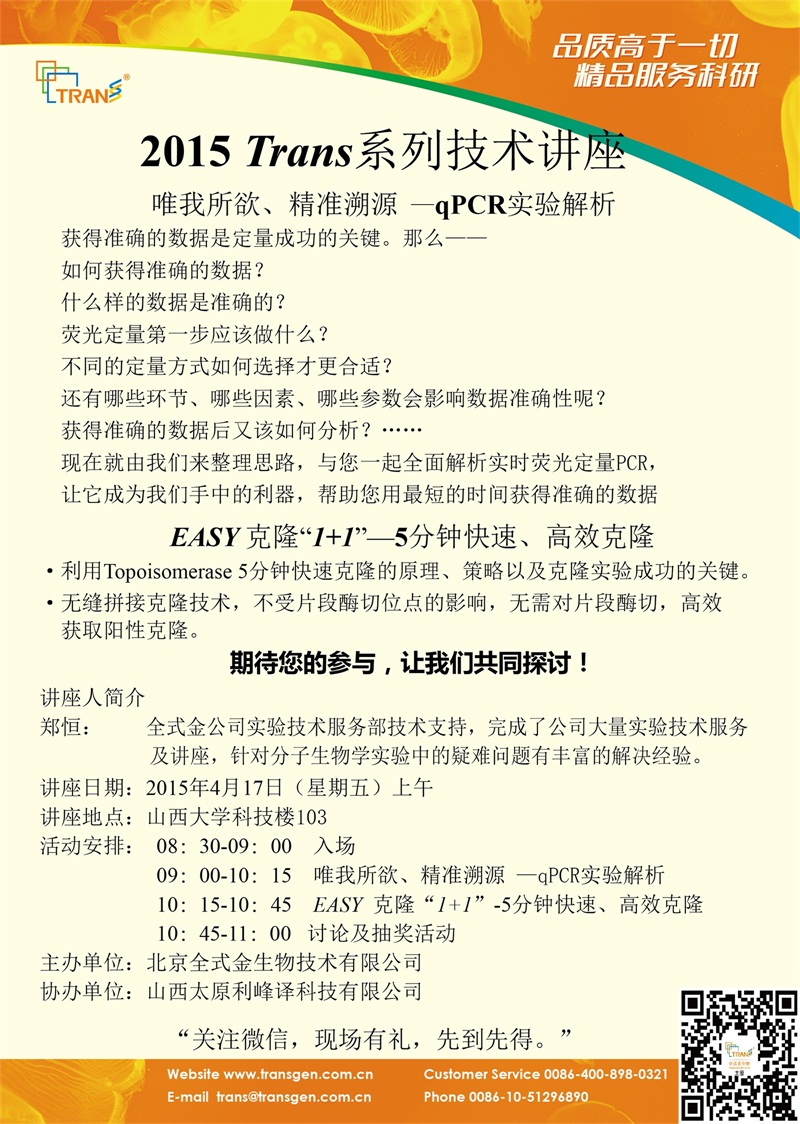 品质高于一切
精品服务科研
TRANS®
2015 Trans系列技术讲座
唯我所欲、精准溯源 —qPCR实验解析
获得准确的数据是定量成功的关键。那么——
如何获得准确的数据?
什么样的数据是准确的?
荧光定量第一步应该做什么?
不同的定量方式如何选择才更合适?
还有哪些环节、哪些因素、哪些参数会影响数据准确性呢?
获得准确的数据后又该如何分析?……
现在就由我们来整理思路，与您一起全面解析实时荧光定量PCR，
让它成为我们手中的利器，帮助您用最短的时间获得准确的数据
EASY 克隆“1+1”—5分钟快速、高效克隆
•利用Topoisomerase 5分钟快速克隆的原理、策略以及克隆实验成功的关键。
•无缝拼接克隆技术，不受片段酶切位点的影响，无需对片段酶切，高效
获取阳性克隆。
期待您的参与，让我们共同探讨！
讲座人简介
郑恒： 全式金公司实验技术服务部技术支持，完成了公司大量实验技术服务
及讲座，针对分子生物学实验中的疑难问题有丰富的解决经验。
讲座日期：2015年4月17日（星期五）上午
讲座地点：山西大学科技楼103
活动安排： 08：30-09：00 入场
09：00-10：15 唯我所欲、精准溯源 —qPCR实验解析
10：15-10：45 EASY 克隆“1+1”-5分钟快速、高效克隆
10：45-11：00 讨论及抽奖活动
主办单位：北京全式金生物技术有限公司
协办单位：山西太原利峰译科技有限公司
“关注微信，现场有礼，先到先得。”
Website www.transgen.com.cn Customer Service 0086-400-898-0321
E-mail trans@transgen.com.cn Phone 0086-10-51296890
TRANS